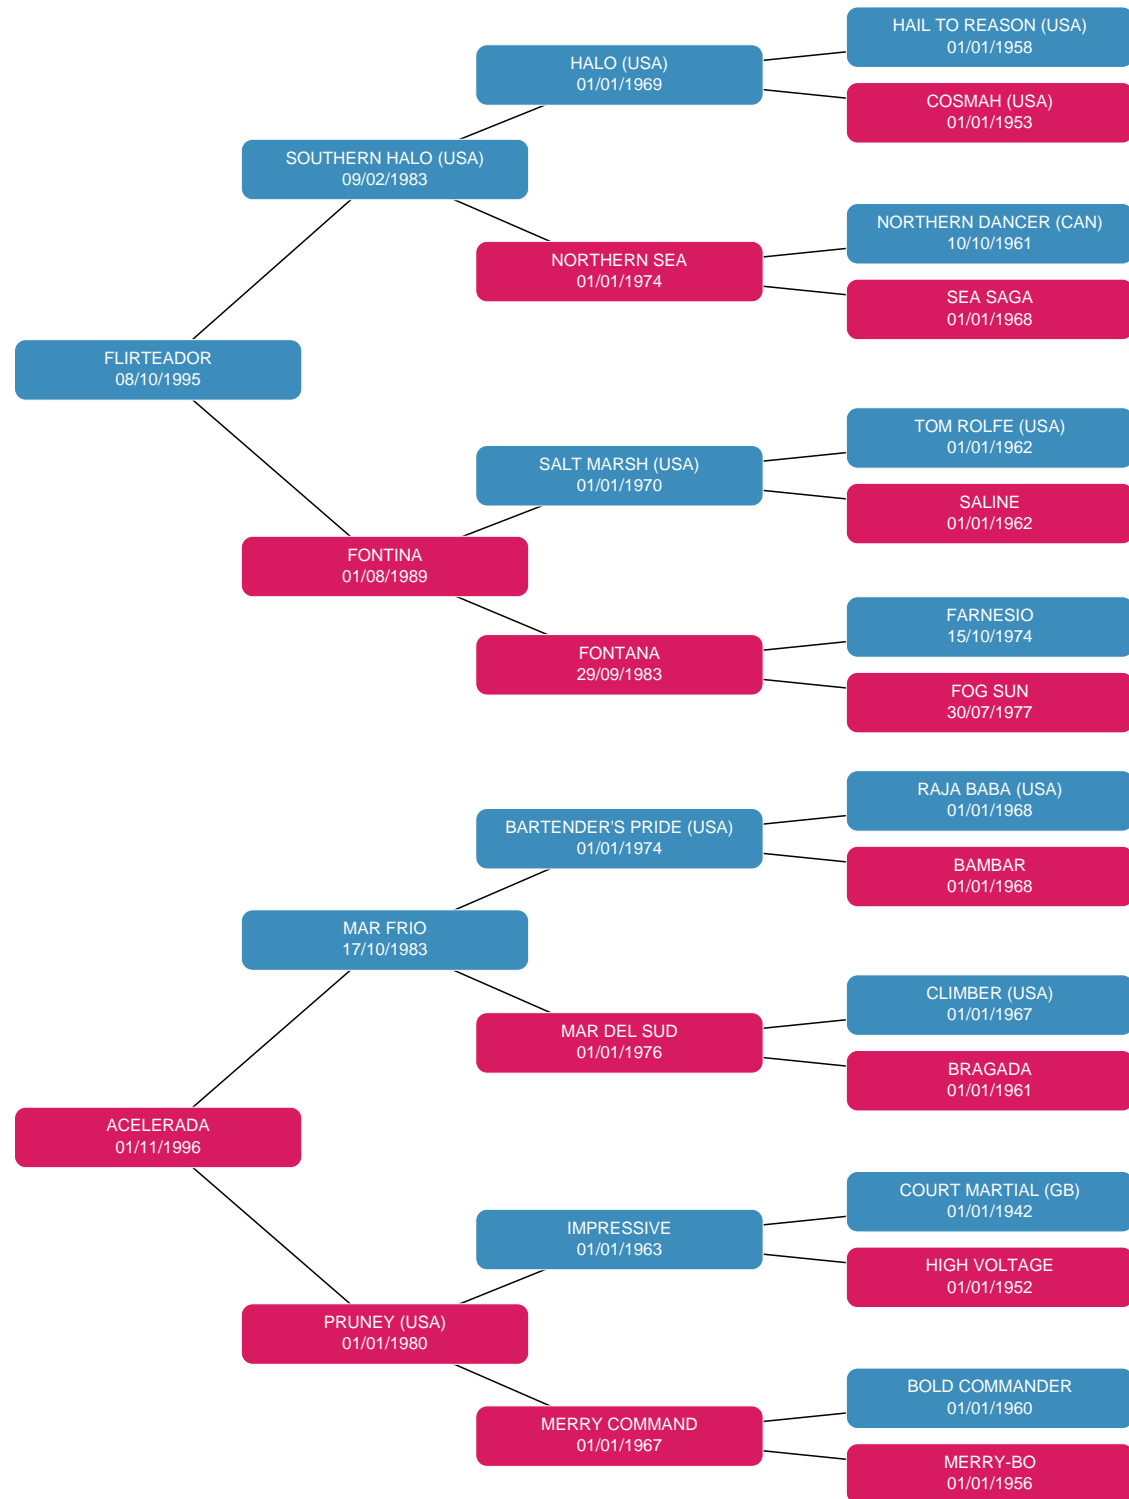 HAIL TO REASON (USA)
01/01/1958
HALO (USA)
01/01/1969
COSMAH (USA)
01/01/1953
SOUTHERN HALO (USA)
09/02/1983
NORTHERN DANCER (CAN)
10/10/1961
NORTHERN SEA
01/01/1974
SEA SAGA
01/01/1968
FLIRTEADOR
08/10/1995
TOM ROLFE (USA)
01/01/1962
SALT MARSH (USA)
01/01/1970
SALINE
01/01/1962
FONTINA
01/08/1989
FARNESIO
15/10/1974
FONTANA
29/09/1983
FOG SUN
30/07/1977
RAJA BABA (USA)
01/01/1968
BARTENDER'S PRIDE (USA)
01/01/1974
BAMBAR
01/01/1968
MAR FRIO
17/10/1983
CLIMBER (USA)
01/01/1967
MAR DEL SUD
01/01/1976
BRAGADA
01/01/1961
ACELERADA
01/11/1996
COURT MARTIAL (GB)
01/01/1942
IMPRESSIVE
01/01/1963
HIGH VOLTAGE
01/01/1952
PRUNEY (USA)
01/01/1980
BOLD COMMANDER
01/01/1960
MERRY COMMAND
01/01/1967
MERRY-BO
01/01/1956